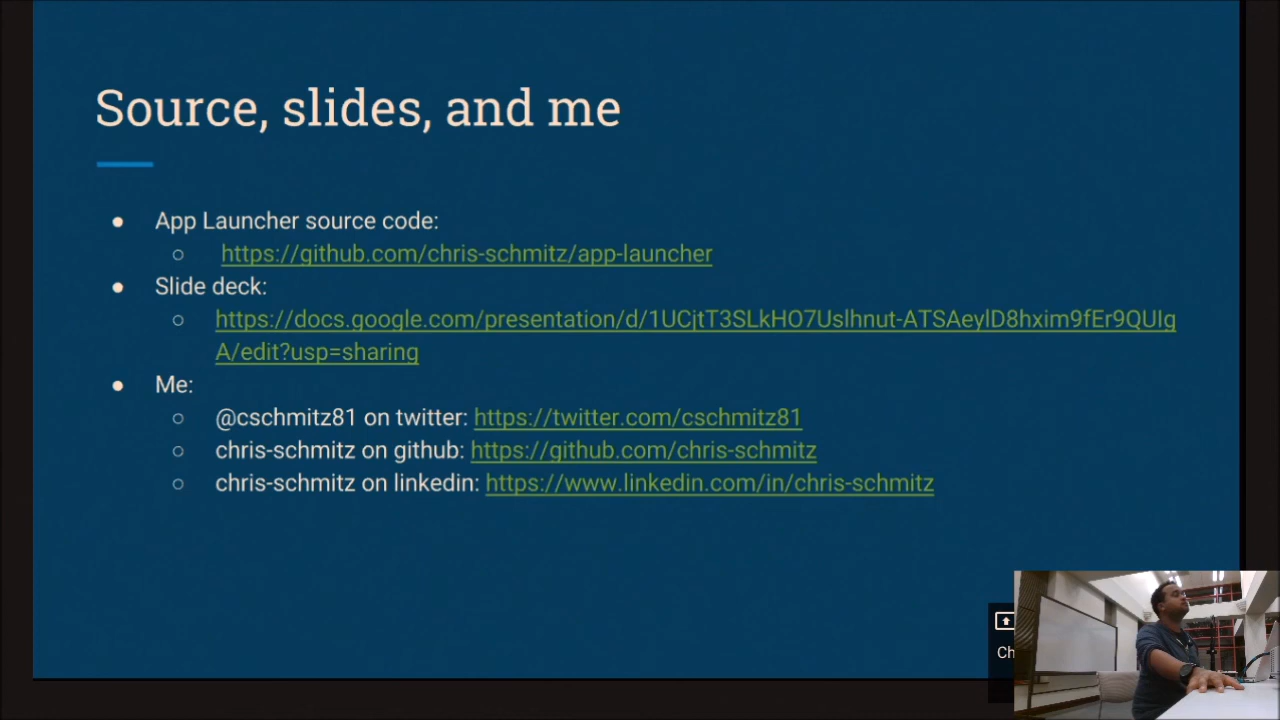 Source, slides, and me
● App Launcher source code:
○ https://github.com/chris-schmitz/app-launcher
● Slide deck:
○ https://docs.google.com/presentation/d/1UCjtT3SLkHO7Uslhnut-ATSAeylD8hxim9fEr9QUIg
A/edit?usp=sharing
● Me:
○ @cschmitz81 on twitter: https://twitter.com/cschmitz81
○ chris-schmitz on github: https://github.com/chris-schmitz
○ chris-schmitz on linkedin: https://www.linkedin.com/in/chris-schmitz
Ch